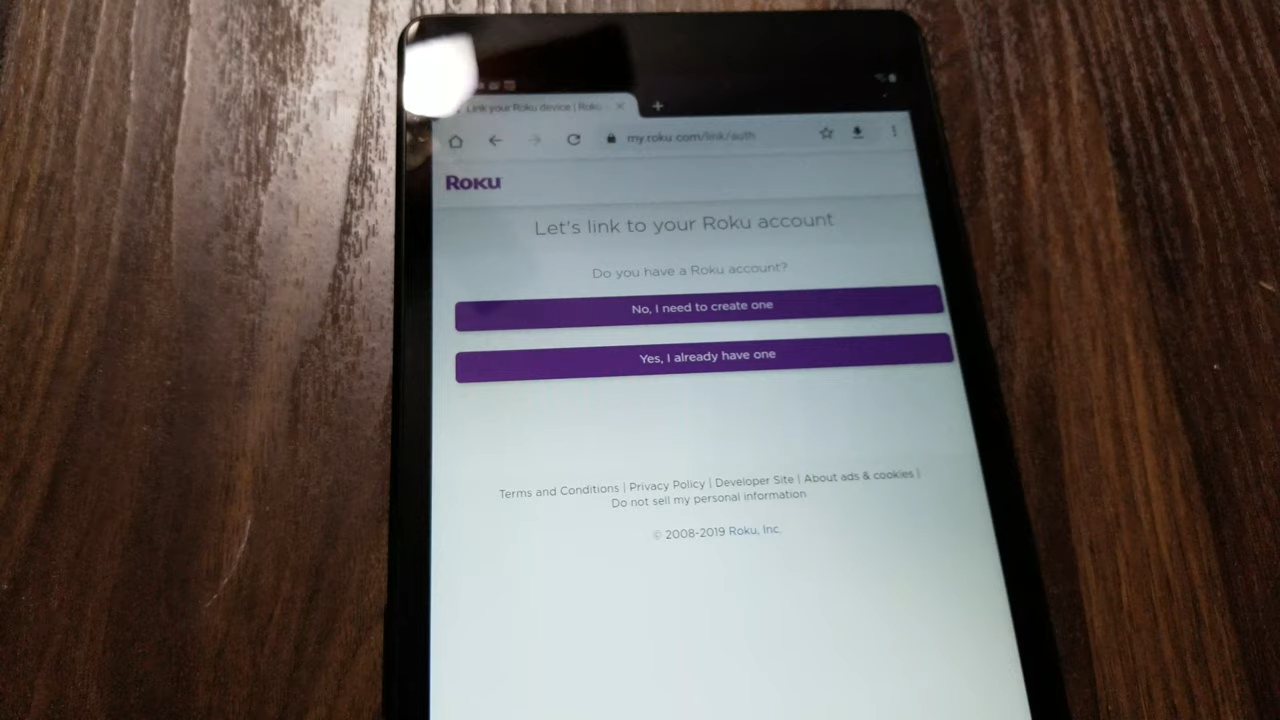 Link your Roku device | Roku
my.roku.com/link/auth
Roku
Let's link to your Roku account
Do you have a Roku account?
No, I need to create one
Yes, I already have one
Terms and Conditions | Privacy Policy | Developer Site | About ads & cookies |
Do not sell my personal information
© 2008-2019 Roku, Inc.